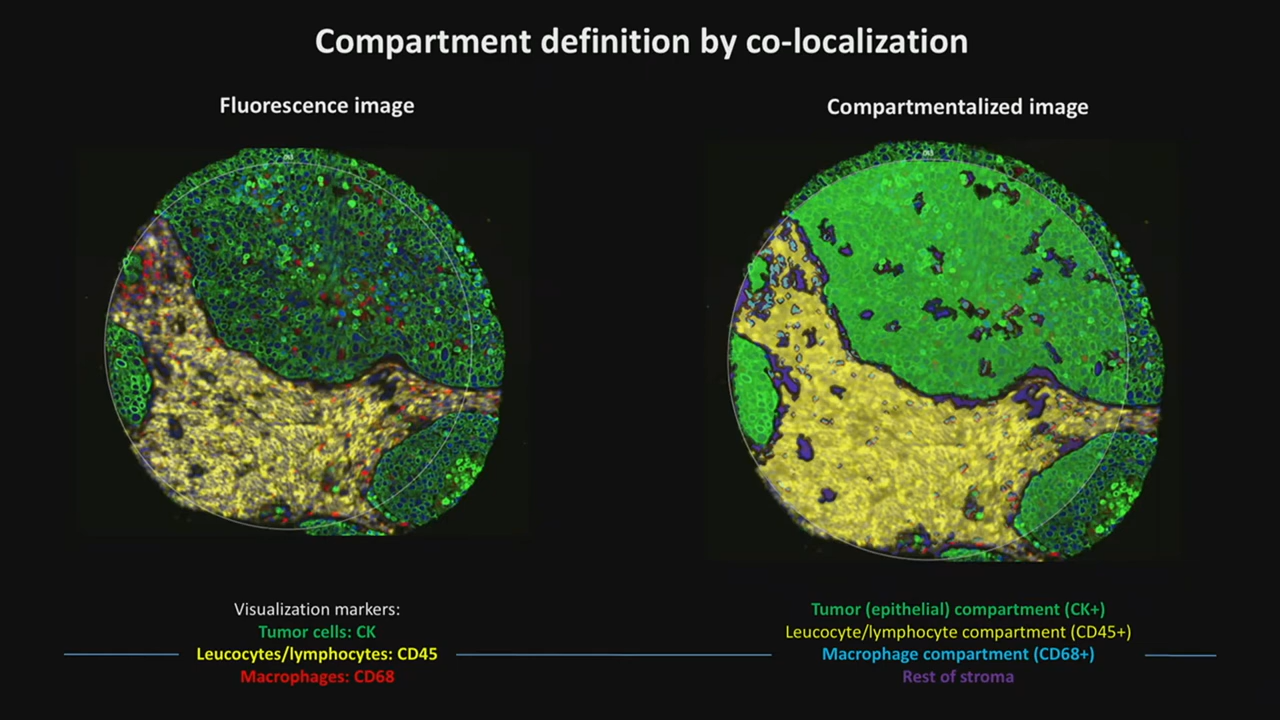 Compartment definition by co-localization
Fluorescence image
Compartmentalized image
Visualization markers:
Tumor cells: CK
Leucocytes/lymphocytes: CD45
Macrophages: CD68
Tumor (epithelial) compartment (CK+)
Leucocyte/lymphocyte compartment (CD45+)
Macrophage compartment (CD68+)
Rest of stroma